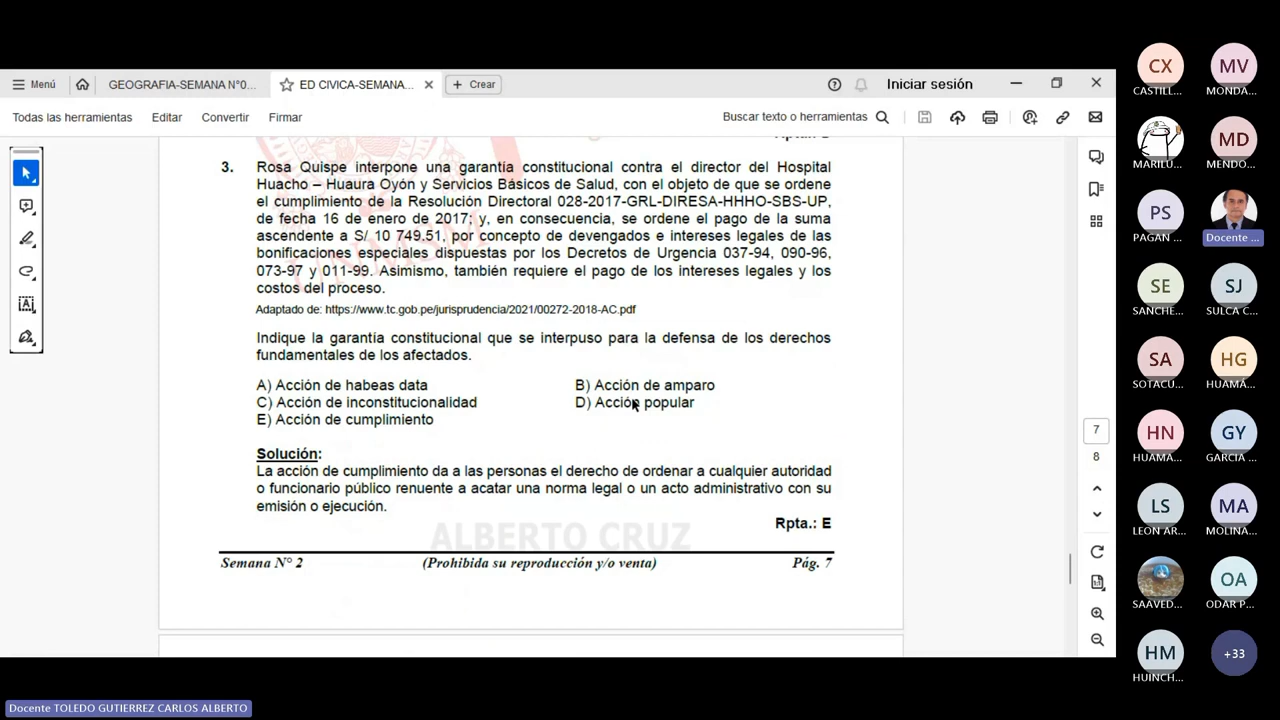 Menú
GEOGRAFIA-SEMANA N°0...
ED CIVICA-SEMANA...
+ Crear
Iniciar sesión
Todas las herramientas
Editar
Convertir
Firmar
Buscar texto o herramientas
3. Rosa Quispe interpone una garantía constitucional contra el director del Hospital
Huacho – Huaura Oyón y Servicios Básicos de Salud, con el objeto de que se ordene
el cumplimiento de la Resolución Directoral 028-2017-GRL-DIRESA-HHHO-SBS-UP,
de fecha 16 de enero de 2017; y, en consecuencia, se ordene el pago de la suma
ascendente a S/ 10 749.51, por concepto de devengados e intereses legales de las
bonificaciones especiales dispuestas por los Decretos de Urgencia 037-94, 090-96,
073-97 y 011-99. Asimismo, también requiere el pago de los intereses legales y los
costos del proceso.
Adaptado de: https://www.tc.gob.pe/jurisprudencia/2021/00272-2018-AC.pdf
Indique la garantía constitucional que se interpuso para la defensa de los derechos
fundamentales de los afectados.
A) Acción de habeas data
B) Acción de amparo
C) Acción de inconstitucionalidad
D) Acción popular
E) Acción de cumplimiento
Solución:
La acción de cumplimiento da a las personas el derecho de ordenar a cualquier autoridad
o funcionario público renuente a acatar una norma legal o un acto administrativo con su
emisión o ejecución.
Rpta.: E
ALBERTO CRUZ
Semana N° 2
(Prohibida su reproducción y/o venta)
Pág. 7
7
8
CX
CASTILL...
MV
MONDA...
MARILÚ...
MD
MENDO...
PS
PAGAN ...
Docente ...
SE
SANCHE...
SJ
SULCA C...
SA
SOTACU...
HG
HUAMÁ...
HN
HUAMA...
GY
GARCIA ...
LS
LEON AR...
MA
MOLINA...
SAAVED...
OA
ODAR P...
HM
HUINCH...
+33
Docente TOLEDO GUTIERREZ CARLOS ALBERTO